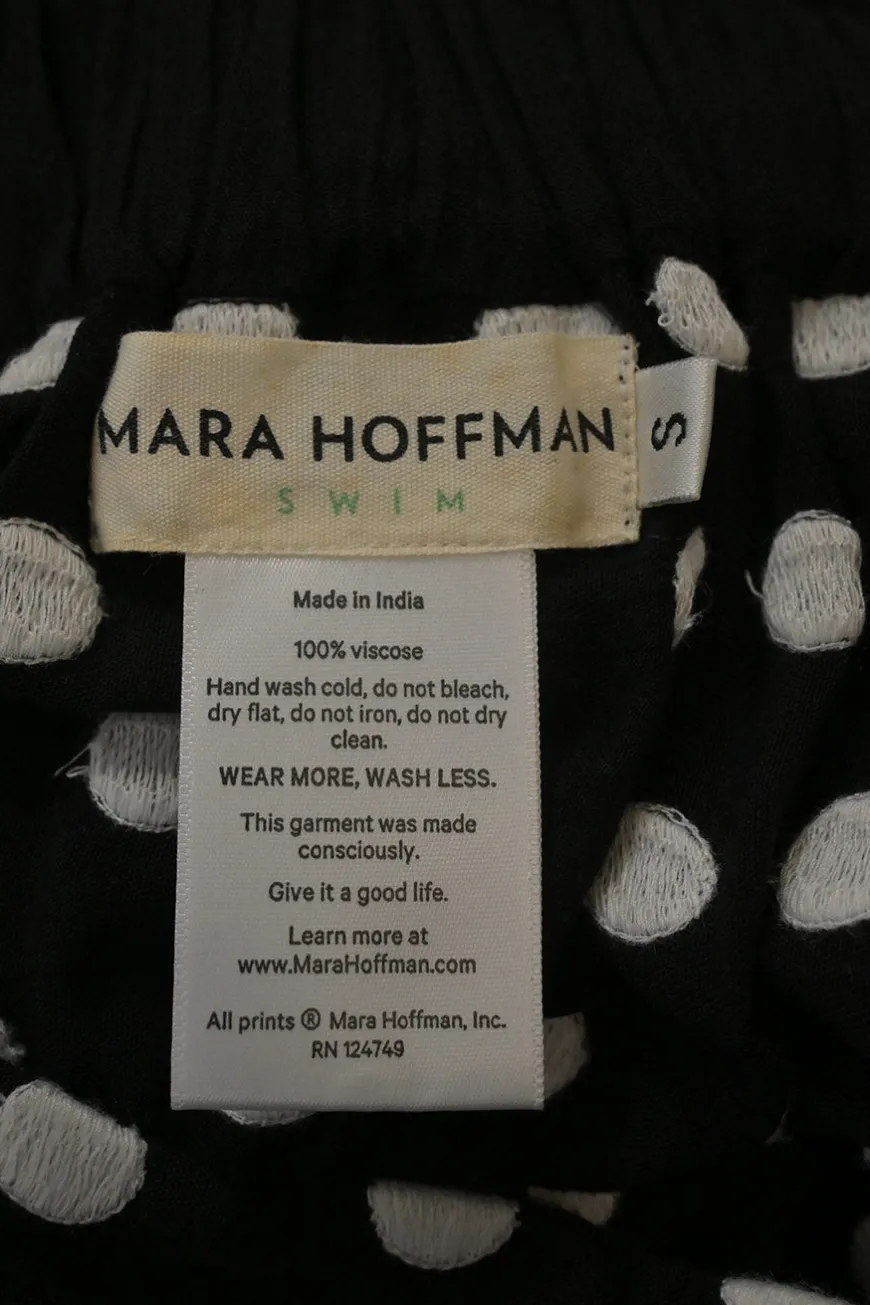 MARA HOFFMAN
S
SWIM
Made in India
100% viscose
Hand wash cold, do not bleach,
dry flat, do not iron, do not dry
clean.
WEAR MORE, WASH LESS.
This garment was made
consciously.
Give it a good life.
Learn more at
www.MaraHoffman.com
All prints ® Mara Hoffman, Inc.
RN 124749